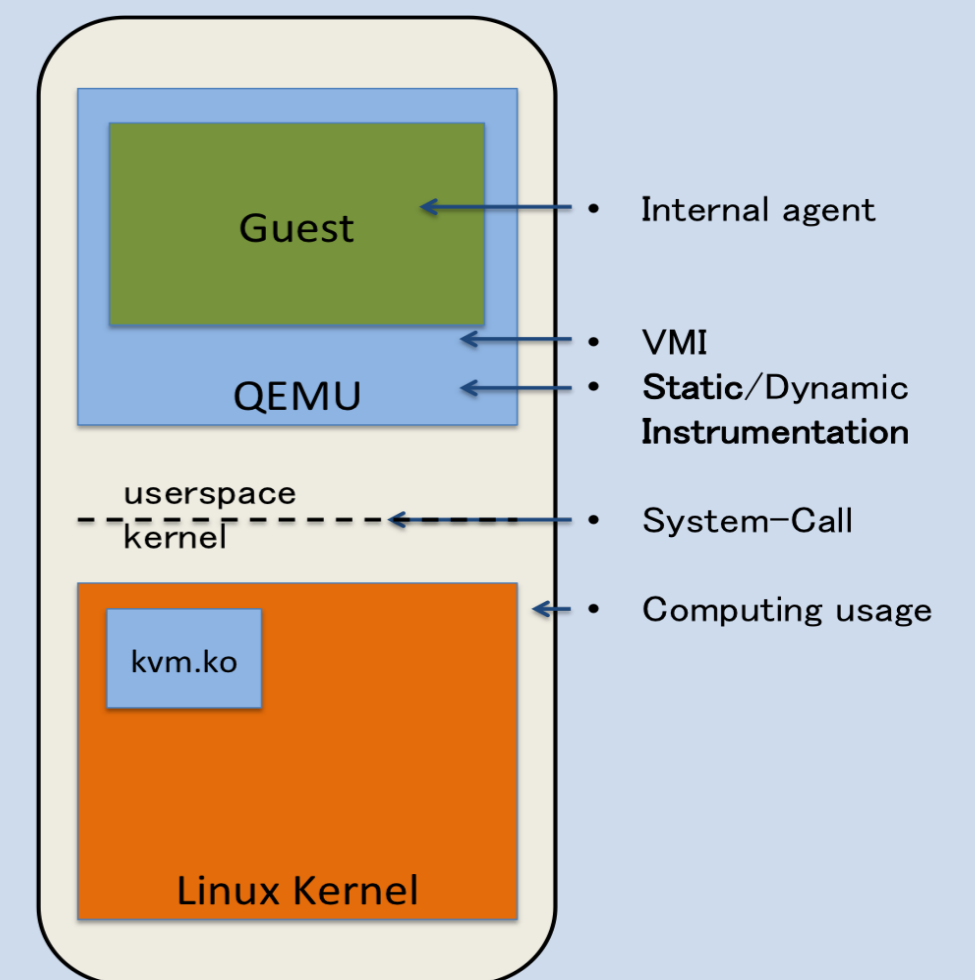 Guest
QEMU
userspace
kernel
kvm.ko
Linux Kernel
• Internal agent
• VMI
• Static/Dynamic
Instrumentation
• System-Call
• Computing usage